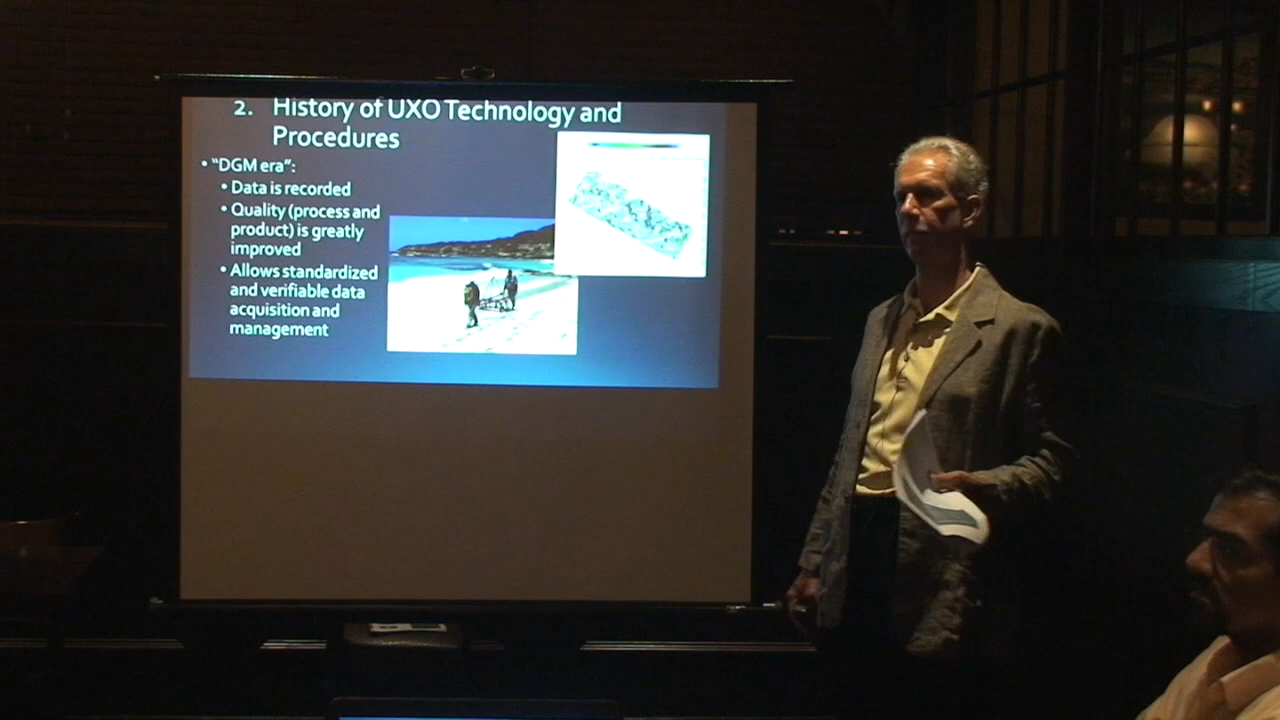 2. History of UXO Technology and
Procedures
• "DGM era":
• Data is recorded
• Quality (process and
product) is greatly
improved
• Allows standardized
and verifiable data
acquisition and
management